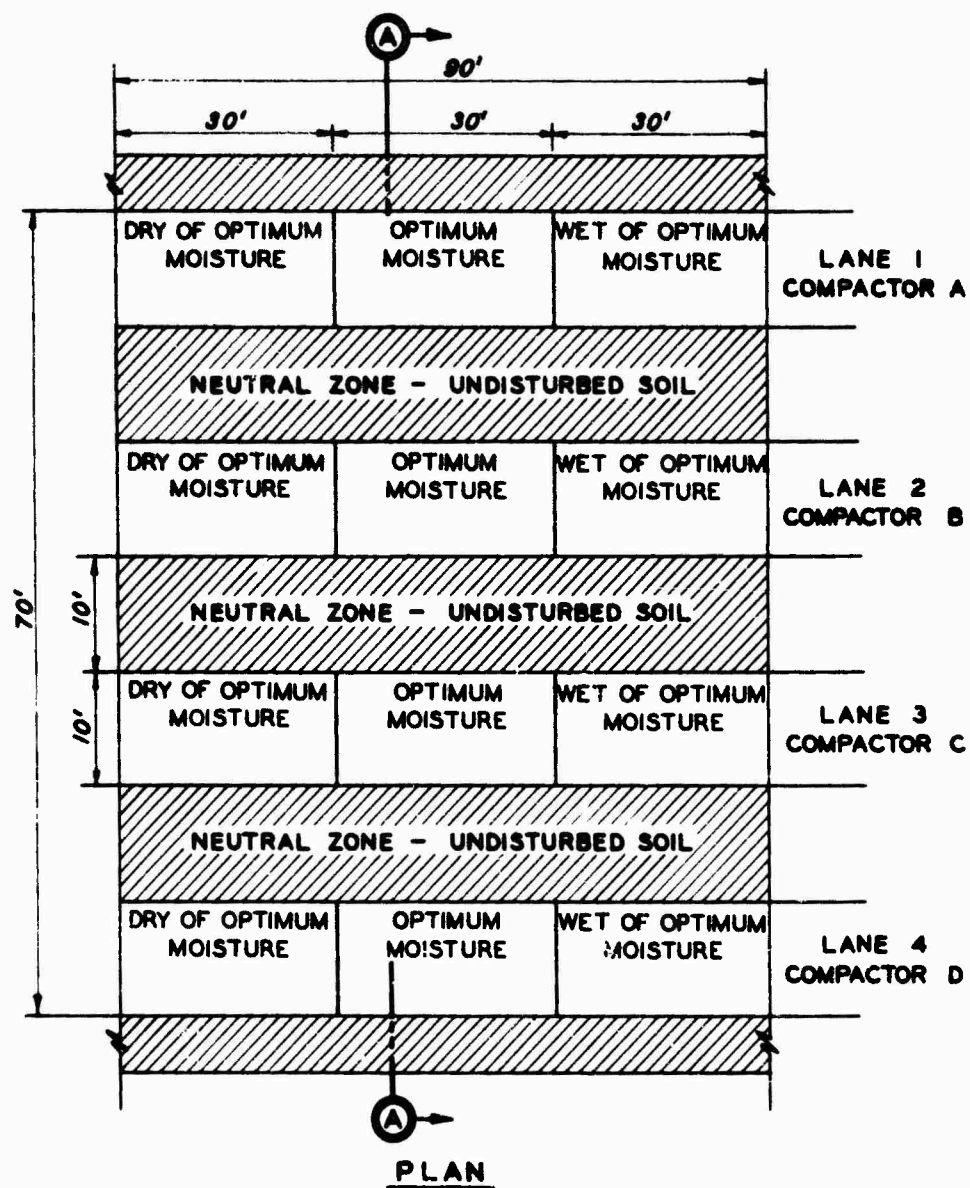 A
90'
30' 30' 30'
DRY OF OPTIMUM MOISTURE
OPTIMUM MOISTURE
WET OF OPTIMUM MOISTURE
LANE 1
COMPACTOR A
NEUTRAL ZONE - UNDISTURBED SOIL
DRY OF OPTIMUM MOISTURE
OPTIMUM MOISTURE
WET OF OPTIMUM MOISTURE
LANE 2
COMPACTOR B
70'
10'
NEUTRAL ZONE - UNDISTURBED SOIL
10'
DRY OF OPTIMUM MOISTURE
OPTIMUM MOISTURE
WET OF OPTIMUM MOISTURE
LANE 3
COMPACTOR C
NEUTRAL ZONE - UNDISTURBED SOIL
DRY OF OPTIMUM MOISTURE
OPTIMUM MOISTURE
WET OF OPTIMUM MOISTURE
LANE 4
COMPACTOR D
A
PLAN